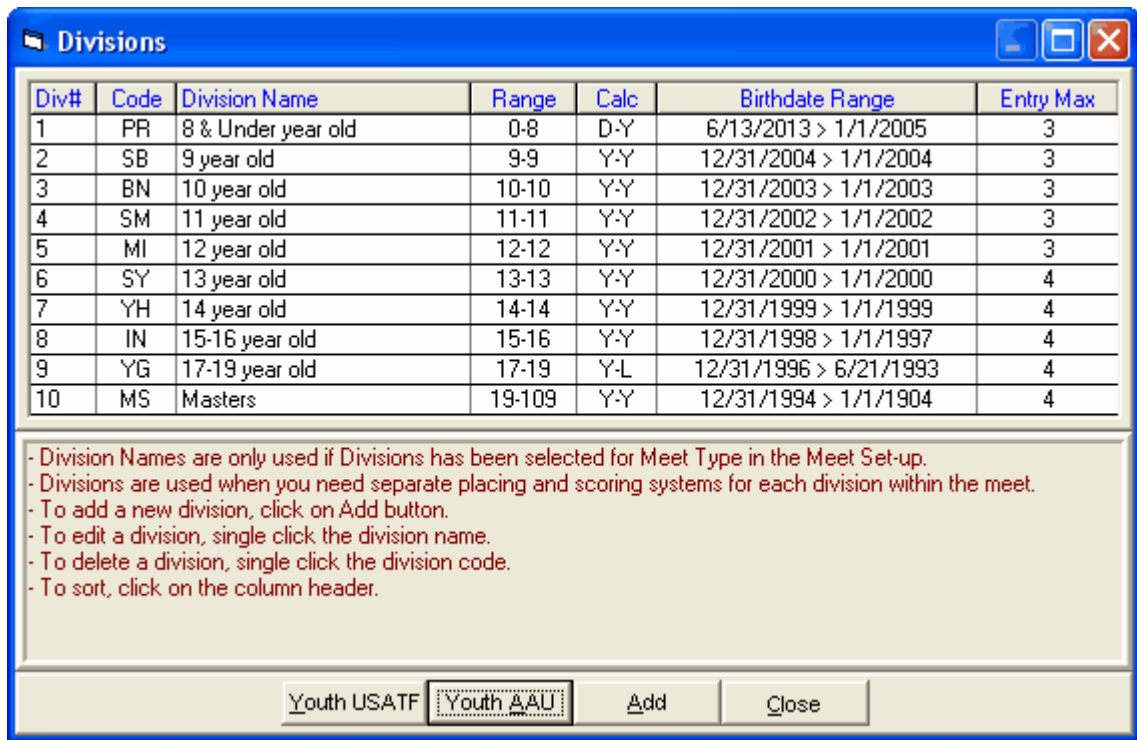 Divisions
Div# Code Division Name Range Calc Birthdate Range Entry Max
1 PR 8 & Under year old 0-8 D-Y 6/13/2013 > 1/1/2005 3
2 SB 9 year old 9-9 Y-Y 12/31/2004 > 1/1/2004 3
3 BN 10 year old 10-10 Y-Y 12/31/2003 > 1/1/2003 3
4 SM 11 year old 11-11 Y-Y 12/31/2002 > 1/1/2002 3
5 MI 12 year old 12-12 Y-Y 12/31/2001 > 1/1/2001 3
6 SY 13 year old 13-13 Y-Y 12/31/2000 > 1/1/2000 4
7 YH 14 year old 14-14 Y-Y 12/31/1999 > 1/1/1999 4
8 IN 15-16 year old 15-16 Y-Y 12/31/1998 > 1/1/1997 4
9 YG 17-19 year old 17-19 Y-L 12/31/1996 > 6/21/1993 4
10 MS Masters 19-109 Y-Y 12/31/1994 > 1/1/1904 4
- Division Names are only used if Divisions has been selected for Meet Type in the Meet Set-up.
- Divisions are used when you need separate placing and scoring systems for each division within the meet.
- To add a new division, click on Add button.
- To edit a division, single click the division name.
- To delete a division, single click the division code.
- To sort, click on the column header.
Youth USATF Youth AAU Add Close